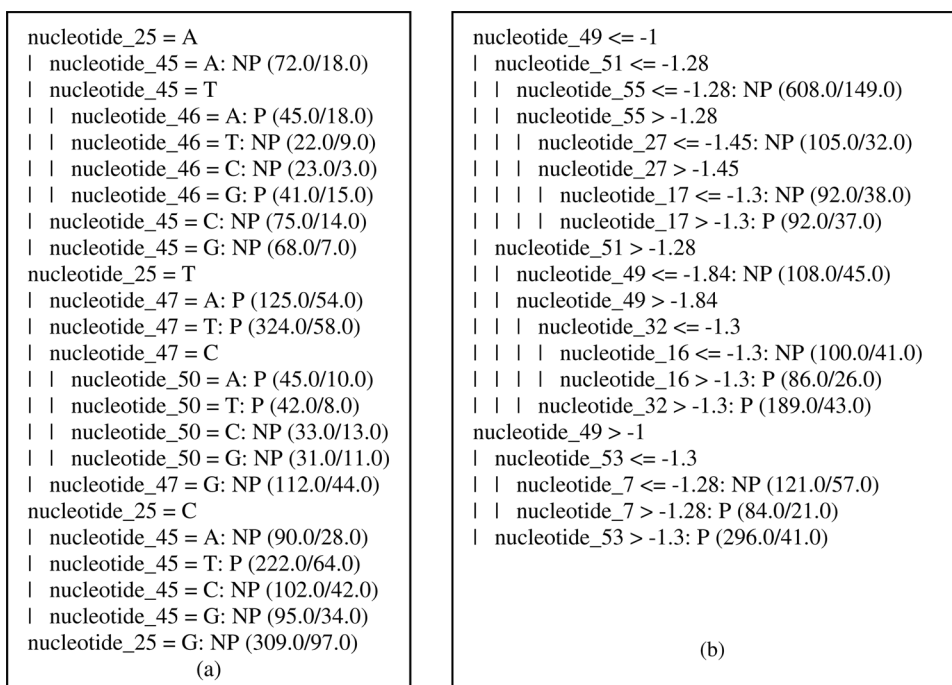 nucleotide_25 = A
| nucleotide_45 = A: NP (72.0/18.0)
| nucleotide_45 = T
| | nucleotide_46 = A: P (45.0/18.0)
| | nucleotide_46 = T: NP (22.0/9.0)
| | nucleotide_46 = C: NP (23.0/3.0)
| | nucleotide_46 = G: P (41.0/15.0)
| nucleotide_45 = C: NP (75.0/14.0)
| nucleotide_45 = G: NP (68.0/7.0)
nucleotide_25 = T
| nucleotide_47 = A: P (125.0/54.0)
| nucleotide_47 = T: P (324.0/58.0)
| nucleotide_47 = C
| | nucleotide_50 = A: P (45.0/10.0)
| | nucleotide_50 = T: P (42.0/8.0)
| | nucleotide_50 = C: NP (33.0/13.0)
| | nucleotide_50 = G: NP (31.0/11.0)
| nucleotide_47 = G: NP (112.0/44.0)
nucleotide_25 = C
| nucleotide_45 = A: NP (90.0/28.0)
| nucleotide_45 = T: P (222.0/64.0)
| nucleotide_45 = C: NP (102.0/42.0)
| nucleotide_45 = G: NP (95.0/34.0)
nucleotide_25 = G: NP (309.0/97.0)
(a)
nucleotide_49 <= -1
| nucleotide_51 <= -1.28
| | nucleotide_55 <= -1.28: NP (608.0/149.0)
| | nucleotide_55 > -1.28
| | | nucleotide_27 <= -1.45: NP (105.0/32.0)
| | | nucleotide_27 > -1.45
| | | | nucleotide_17 <= -1.3: NP (92.0/38.0)
| | | | nucleotide_17 > -1.3: P (92.0/37.0)
| nucleotide_51 > -1.28
| | nucleotide_49 <= -1.84: NP (108.0/45.0)
| | nucleotide_49 > -1.84
| | | nucleotide_32 <= -1.3
| | | | nucleotide_16 <= -1.3: NP (100.0/41.0)
| | | | nucleotide_16 > -1.3: P (86.0/26.0)
| | | nucleotide_32 > -1.3: P (189.0/43.0)
nucleotide_49 > -1
| nucleotide_53 <= -1.3
| | nucleotide_7 <= -1.28: NP (121.0/57.0)
| | nucleotide_7 > -1.28: P (84.0/21.0)
| nucleotide_53 > -1.3: P (296.0/41.0)
(b)